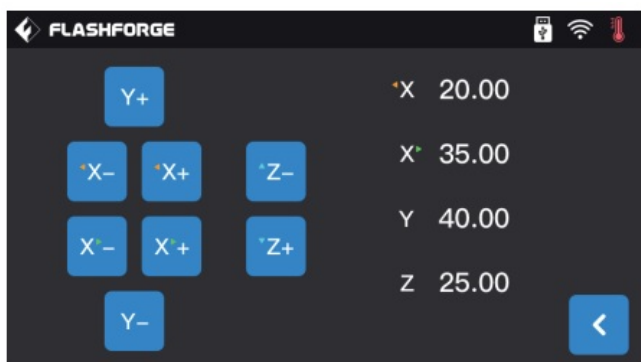 FLASHFORGE
Y+
X− X+ Z−
X− X+ Z+
Y−
X 20.00
X 35.00
Y 40.00
Z 25.00